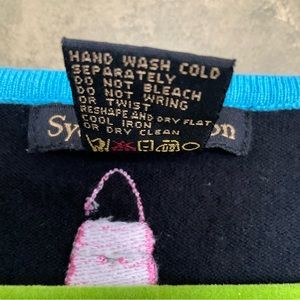 HAND WASH COLD
SEPARATELY
DO NOT BLEACH
DO NOT WRING
OR TWIST
RESHAPE AND DRY FLAT
COOL IRON
OR DRY CLEAN